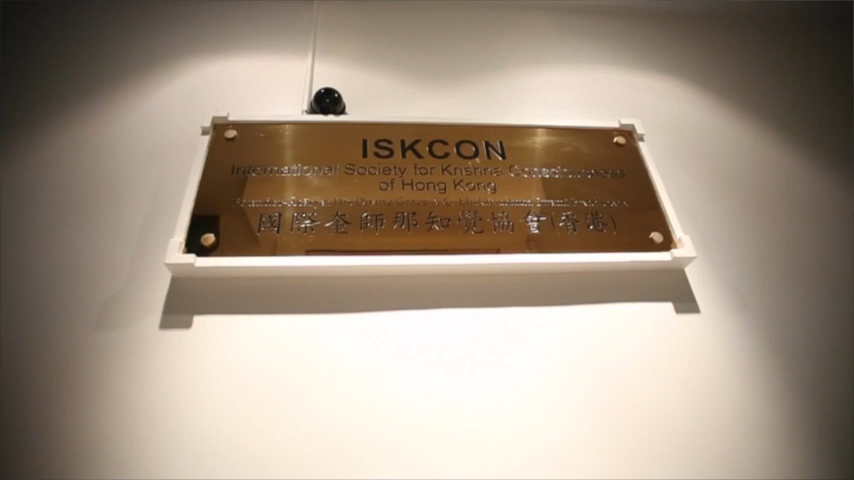 ISKCON
International Society for Krishna Consciousness
of Hong Kong
國際奎師那知覺協會(香港)